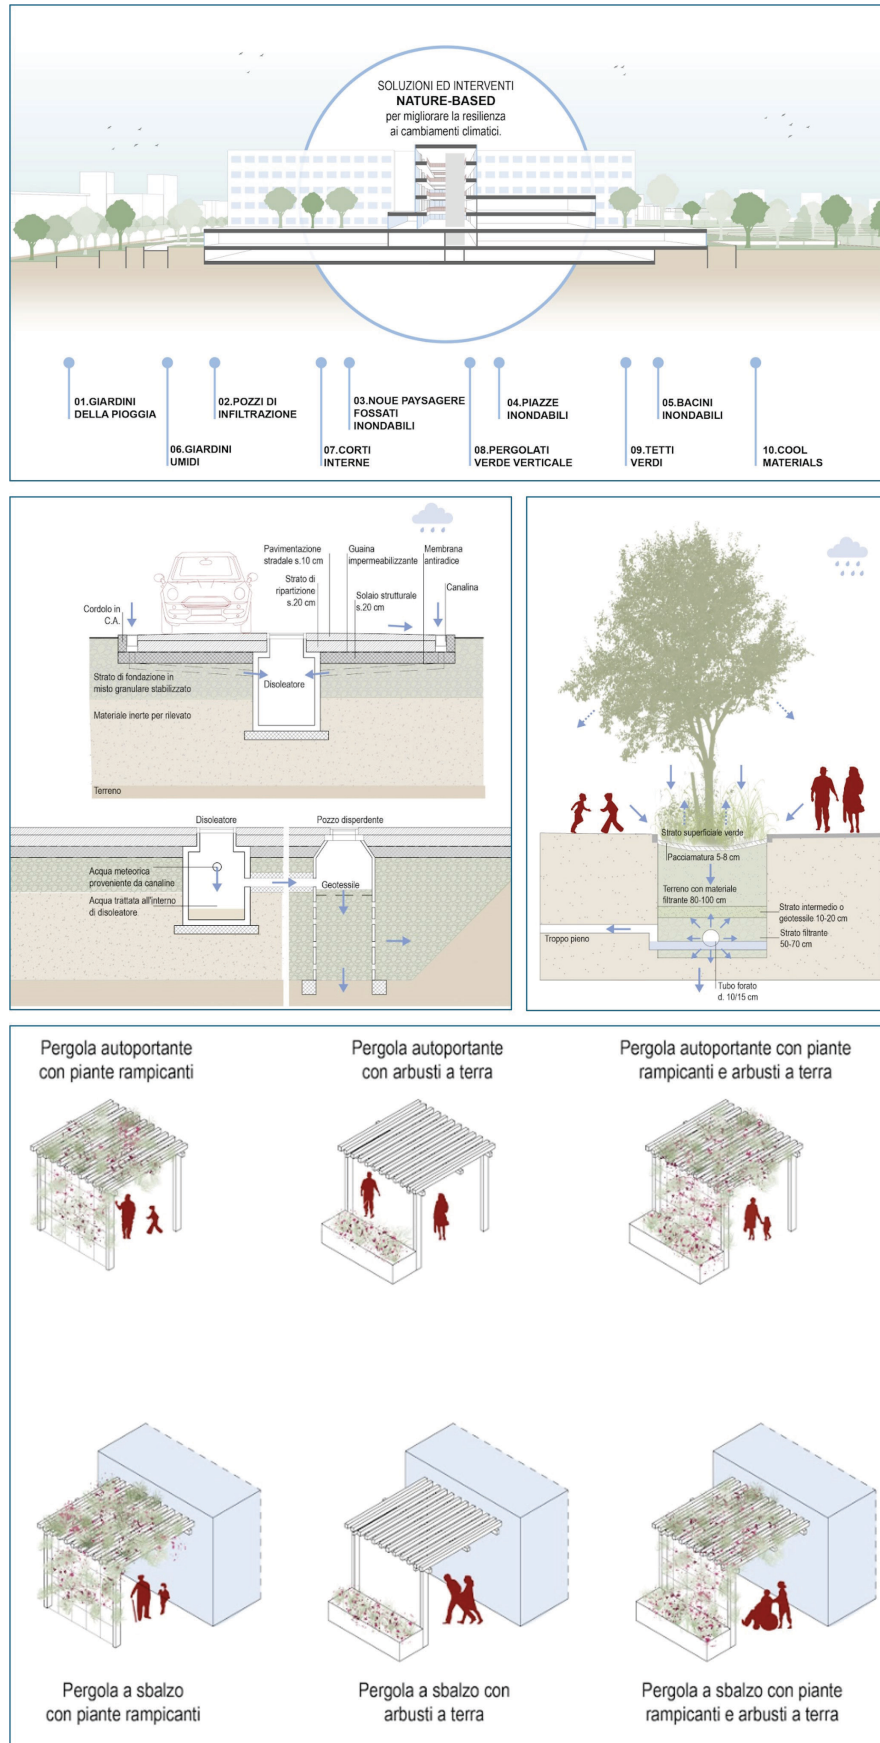 SOLUZIONI ED INTERVENTI
NATURE-BASED
per migliorare la resilienza
ai cambiamenti climatici.
01.GIARDINI
DELLA PIOGGIA
02.POZZI DI
INFILTRAZIONE
03.NOUE PAYSAGERE
FOSSATI
INONDABILI
04.PIAZZE
INONDABILI
05.BACINI
INONDABILI
06.GIARDINI
UMIDI
07.CORTI
INTERNE
08.PERGOLATI
VERDE VERTICALE
09.TETTI
VERDI
10.COOL
MATERIALS
Pavimentazione
stradale s.10 cm
Guaina
impermeabilizzante
Membrana
antiradice
Strato di
ripartizione
s.20 cm
Solaio strutturale
s.20 cm
Canalina
Cordolo in
C.A.
Strato di fondazione in
misto granulare stabilizzato
Disoleatore
Materiale inerte per rilevato
Terreno
Disoleatore
Pozzo disperdente
Acqua meteorica
proveniente da canaline
Geotessile
Acqua trattata all'interno
di disoleatore
Strato superficiale verde
Pacciamatura 5-8 cm
Terreno con materiale
filtrante 80-100 cm
Strato intermedio o
geotessile 10-20 cm
Strato filtrante
50-70 cm
Troppo pieno
Tubo forato
d. 10/15 cm
Pergola autoportante
con piante rampicanti
Pergola autoportante
con arbusti a terra
Pergola autoportante con piante
rampicanti e arbusti a terra
Pergola a sbalzo
con piante rampicanti
Pergola a sbalzo con
arbusti a terra
Pergola a sbalzo con piante
rampicanti e arbusti a terra